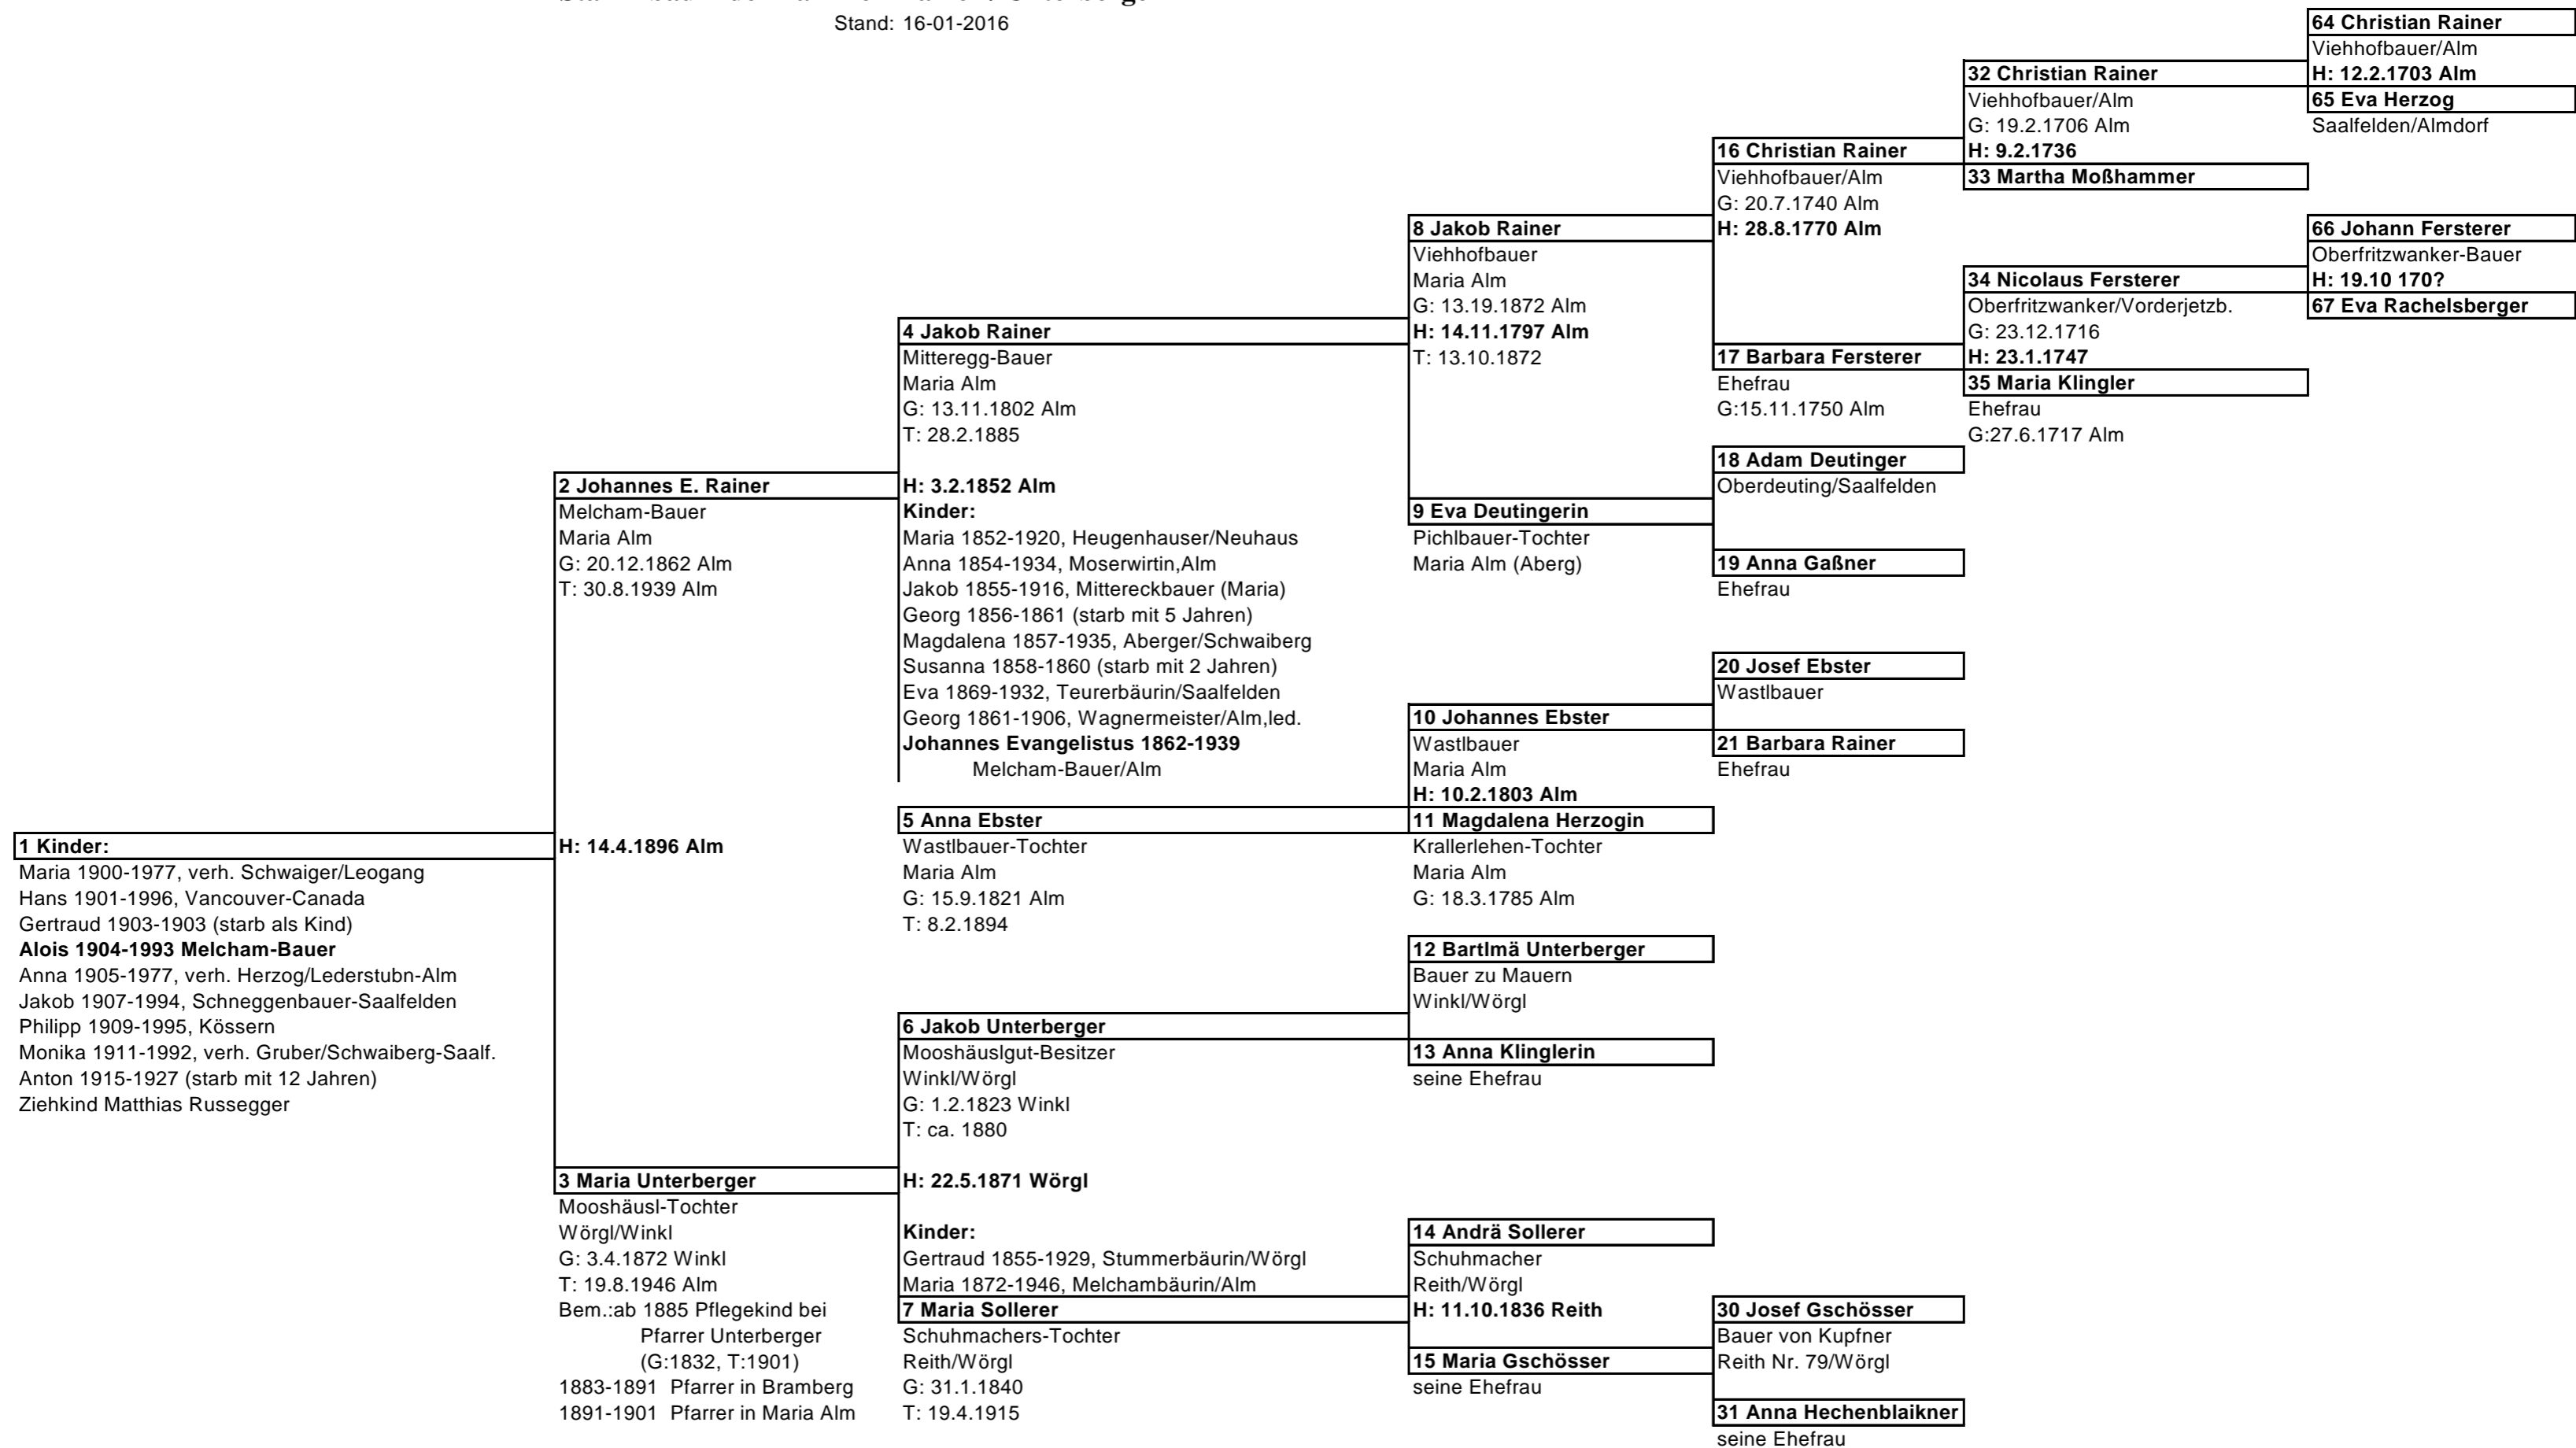 Stand: 16-01-2016
1 Kinder:
Maria 1900-1977, verh. Schwaiger/Leogang
Hans 1901-1996, Vancouver-Canada
Gertraud 1903-1903 (starb als Kind)
Alois 1904-1993 Melcham-Bauer
Anna 1905-1977, verh. Herzog/Lederstubn-Alm
Jakob 1907-1994, Schneggenbauer-Saalfelden
Philipp 1909-1995, Kössern
Monika 1911-1992, verh. Gruber/Schwaiberg-Saalf.
Anton 1915-1927 (starb mit 12 Jahren)
Ziehkind Matthias Russegger
2 Johannes E. Rainer
Melcham-Bauer
Maria Alm
G: 20.12.1862 Alm
T: 30.8.1939 Alm
H: 14.4.1896 Alm
3 Maria Unterberger
Mooshäusl-Tochter
Wörgl/Winkl
G: 3.4.1872 Winkl
T: 19.8.1946 Alm
Bem.:ab 1885 Pflegekind bei
Pfarrer Unterberger
(G:1832, T:1901)
1883-1891 Pfarrer in Bramberg
1891-1901 Pfarrer in Maria Alm
4 Jakob Rainer
Mitteregg-Bauer
Maria Alm
G: 13.11.1802 Alm
T: 28.2.1885
H: 3.2.1852 Alm
Kinder:
Maria 1852-1920, Heugenhauser/Neuhaus
Anna 1854-1934, Moserwirtin,Alm
Jakob 1855-1916, Mittereckbauer (Maria)
Georg 1856-1861 (starb mit 5 Jahren)
Magdalena 1857-1935, Aberger/Schwaiberg
Susanna 1858-1860 (starb mit 2 Jahren)
Eva 1869-1932, Teurerbäurin/Saalfelden
Georg 1861-1906, Wagnermeister/Alm,led.
Johannes Evangelistus 1862-1939
Melcham-Bauer/Alm
5 Anna Ebster
Wastlbauer-Tochter
Maria Alm
G: 15.9.1821 Alm
T: 8.2.1894
6 Jakob Unterberger
Mooshäuslgut-Besitzer
Winkl/Wörgl
G: 1.2.1823 Winkl
T: ca. 1880
H: 22.5.1871 Wörgl
Kinder:
Gertraud 1855-1929, Stummerbäurin/Wörgl
Maria 1872-1946, Melchambäurin/Alm
7 Maria Sollerer
Schuhmachers-Tochter
Reith/Wörgl
G: 31.1.1840
T: 19.4.1915
8 Jakob Rainer
Viehhofbauer
Maria Alm
G: 13.19.1872 Alm
H: 14.11.1797 Alm
T: 13.10.1872
9 Eva Deutingerin
Pichlbauer-Tochter
Maria Alm (Aberg)
10 Johannes Ebster
Wastlbauer
Maria Alm
H: 10.2.1803 Alm
11 Magdalena Herzogin
Krallerlehen-Tochter
Maria Alm
G: 18.3.1785 Alm
12 Bartlmä Unterberger
Bauer zu Mauern
Winkl/Wörgl
13 Anna Klinglerin
seine Ehefrau
14 Andrä Sollerer
Schuhmacher
Reith/Wörgl
H: 11.10.1836 Reith
15 Maria Gschösser
seine Ehefrau
16 Christian Rainer
Viehhofbauer/Alm
G: 20.7.1740 Alm
H: 28.8.1770 Alm
17 Barbara Fersterer
Ehefrau
G:15.11.1750 Alm
18 Adam Deutinger
Oberdeuting/Saalfelden
19 Anna Gaßner
Ehefrau
20 Josef Ebster
Wastlbauer
21 Barbara Rainer
Ehefrau
30 Josef Gschösser
Bauer von Kupfner
Reith Nr. 79/Wörgl
31 Anna Hechenblaikner
seine Ehefrau
32 Christian Rainer
Viehhofbauer/Alm
G: 19.2.1706 Alm
H: 9.2.1736
33 Martha Moßhammer
34 Nicolaus Fersterer
Oberfritzwanker/Vorderjetzb.
G: 23.12.1716
H: 23.1.1747
35 Maria Klingler
Ehefrau
G:27.6.1717 Alm
64 Christian Rainer
Viehhofbauer/Alm
H: 12.2.1703 Alm
65 Eva Herzog
Saalfelden/Almdorf
66 Johann Fersterer
Oberfritzwanker-Bauer
H: 19.10 170?
67 Eva Rachelsberger